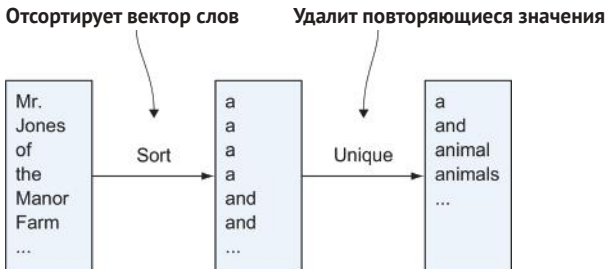 Отсортирует вектор слов
Удалит повторяющиеся значения
Mr.
Jones
of
the
Manor
Farm
...
Sort
a
a
a
a
and
and
...
Unique
a
and
animal
animals
...